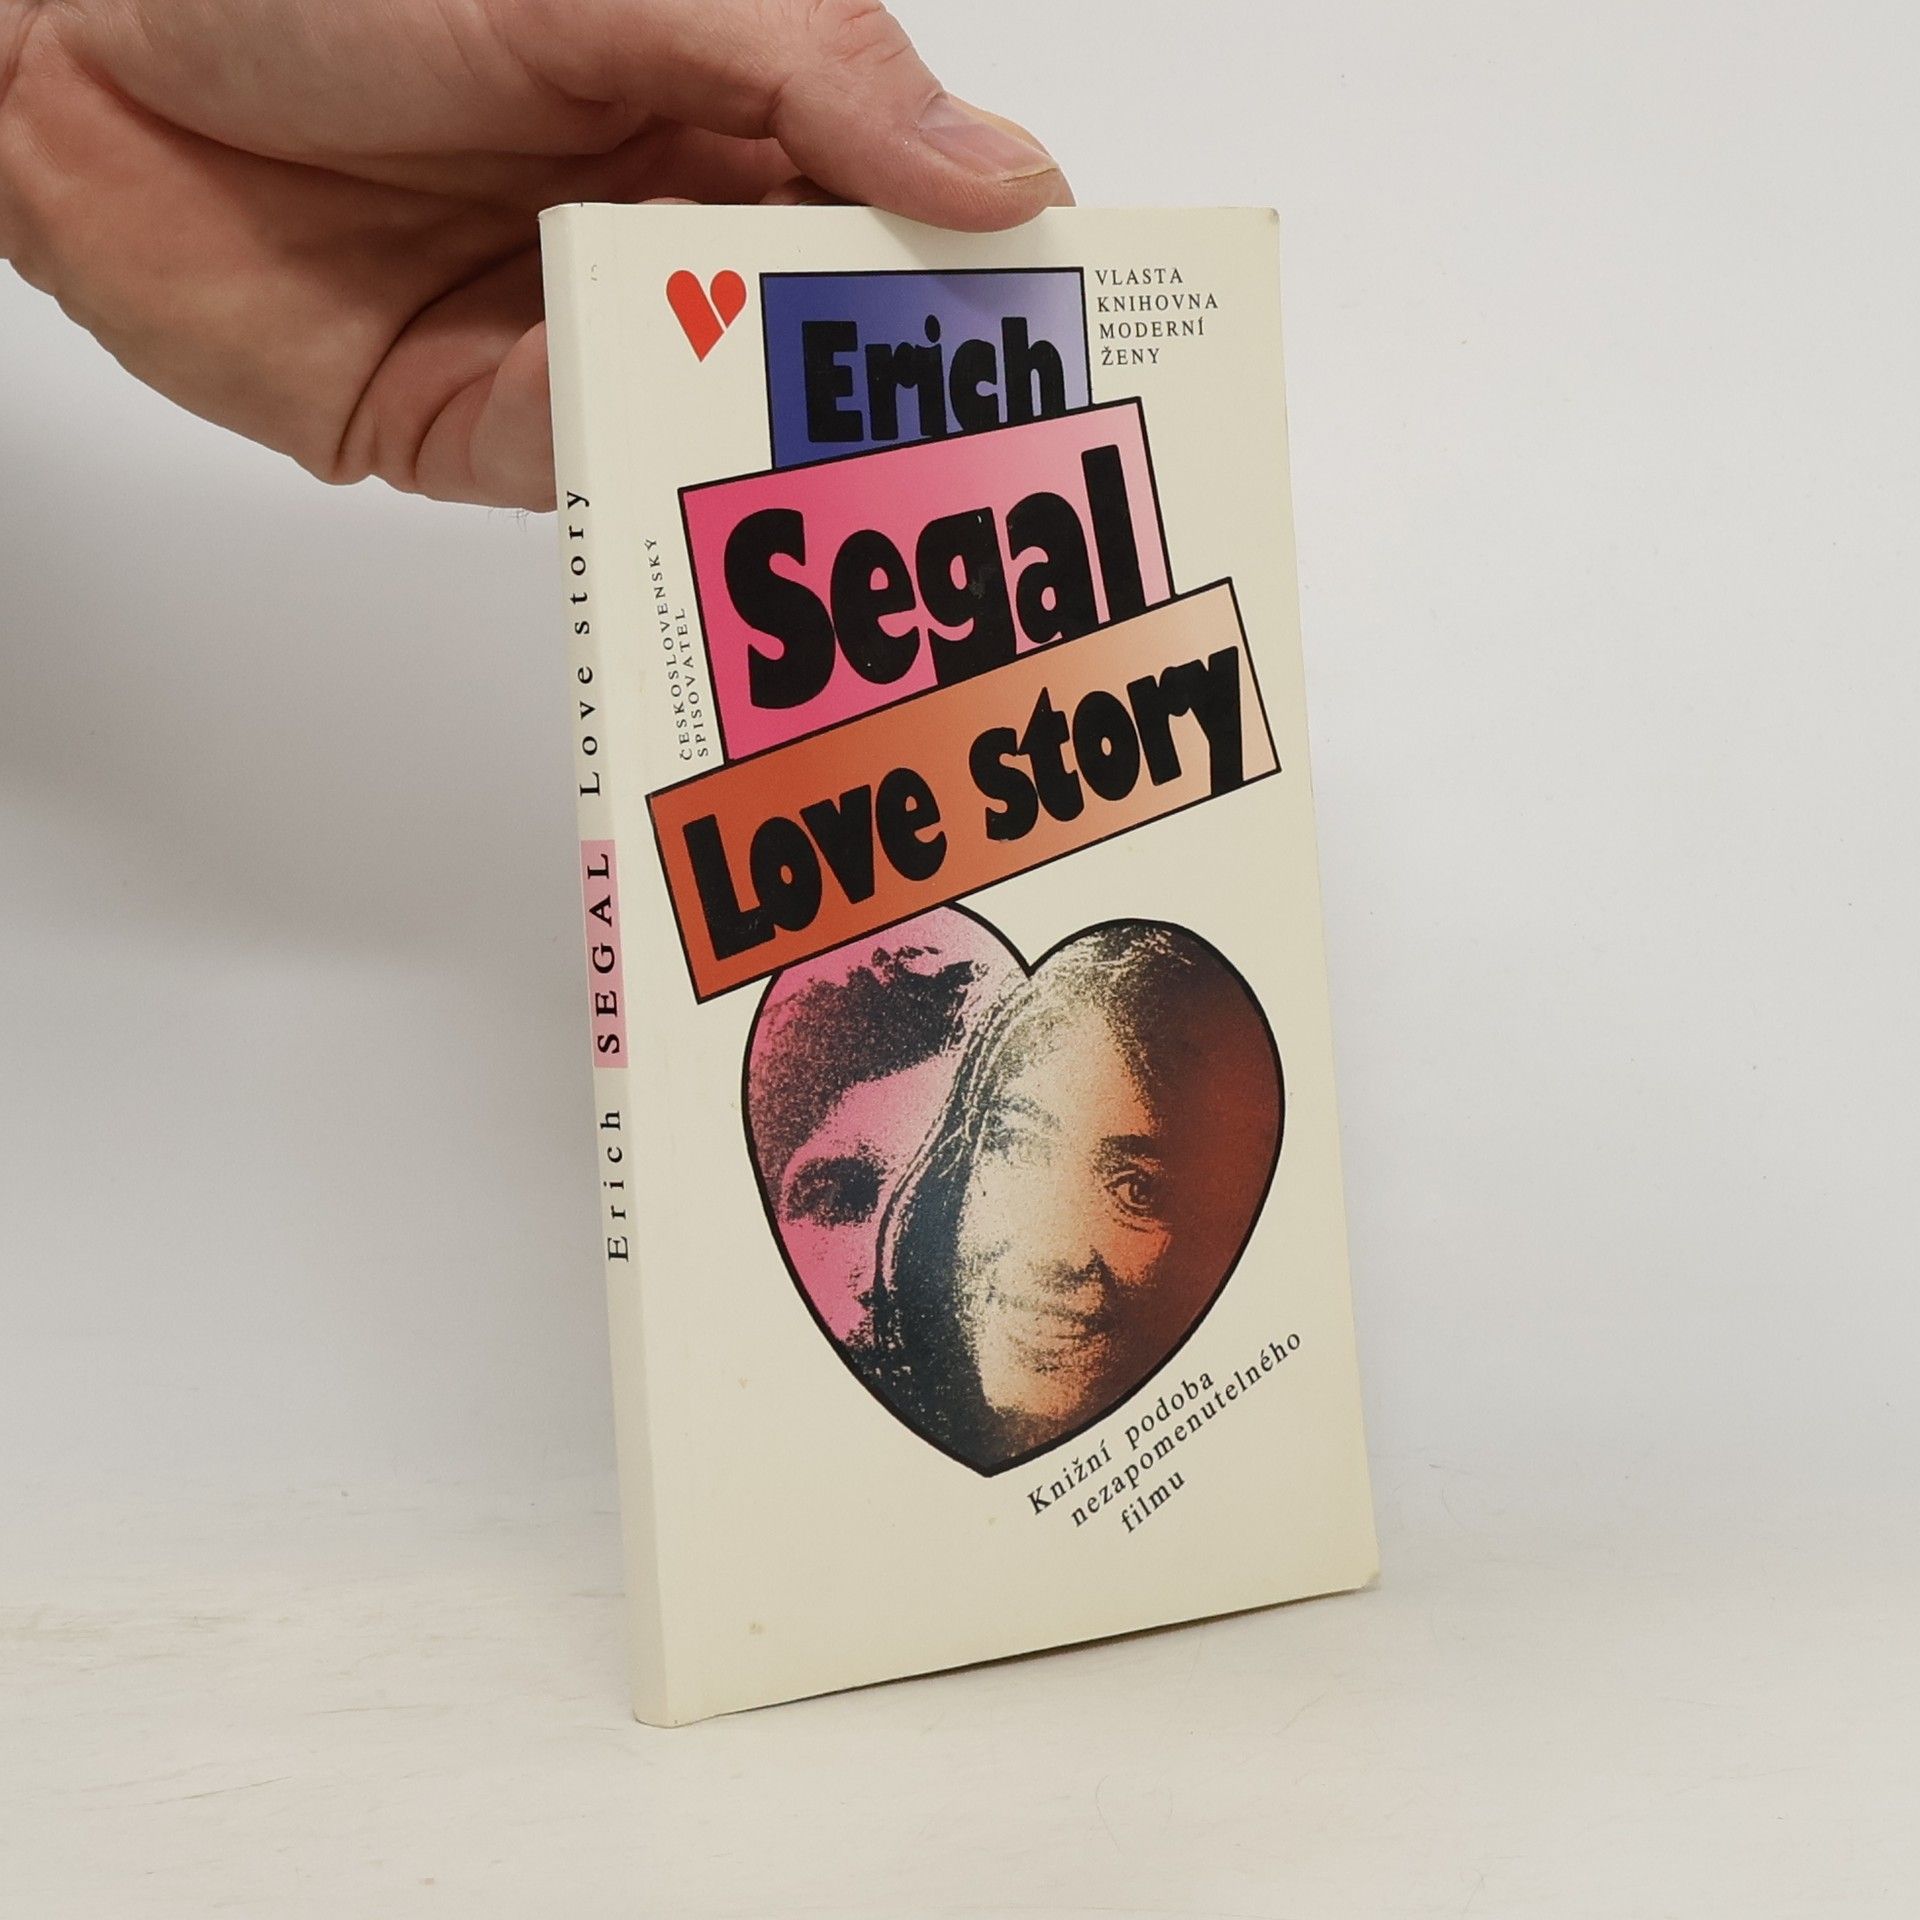 VLASTA
KNIHOVNA
MODERNÍ
ŽENY
Erich
Segal
Love story
ČESKOSLOVENSKÝ
SPISOVATEL
Knižní podoba
nezapomenutelného
filmu
Erich SEGAL Love story